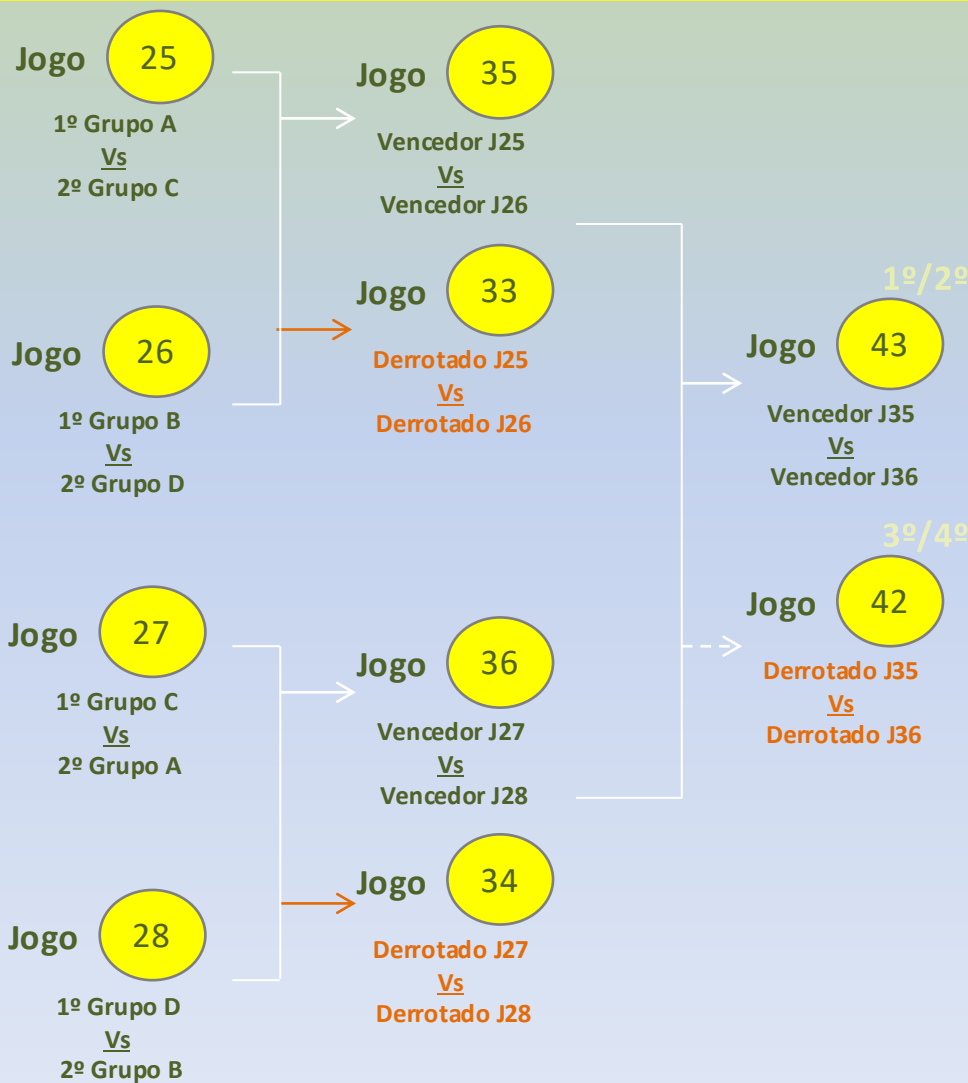 Jogo 25
1º Grupo A
Vs
2º Grupo C
Jogo 26
1º Grupo B
Vs
2º Grupo D
Jogo 27
1º Grupo C
Vs
2º Grupo A
Jogo 28
1º Grupo D
Vs
2º Grupo B
Jogo 35
Vencedor J25
Vs
Vencedor J26
Jogo 33
Derrotado J25
Vs
Derrotado J26
Jogo 36
Vencedor J27
Vs
Vencedor J28
Jogo 34
Derrotado J27
Vs
Derrotado J28
1º/2º
Jogo 43
Vencedor J35
Vs
Vencedor J36
3º/4º
Jogo 42
Derrotado J35
Vs
Derrotado J36